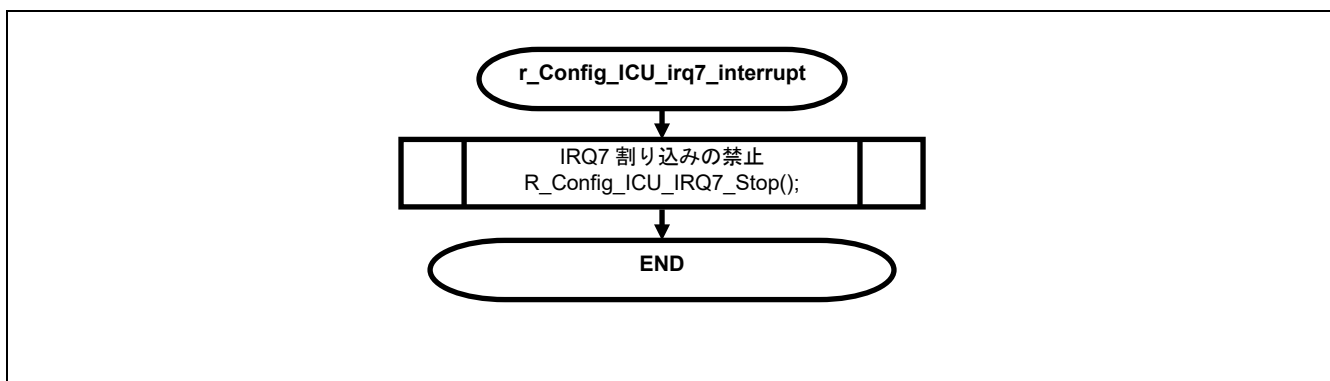 r_Config_ICU_irq7_interrupt
IRQ7 割り込みの禁止
R_Config_ICU_IRQ7_Stop();
END